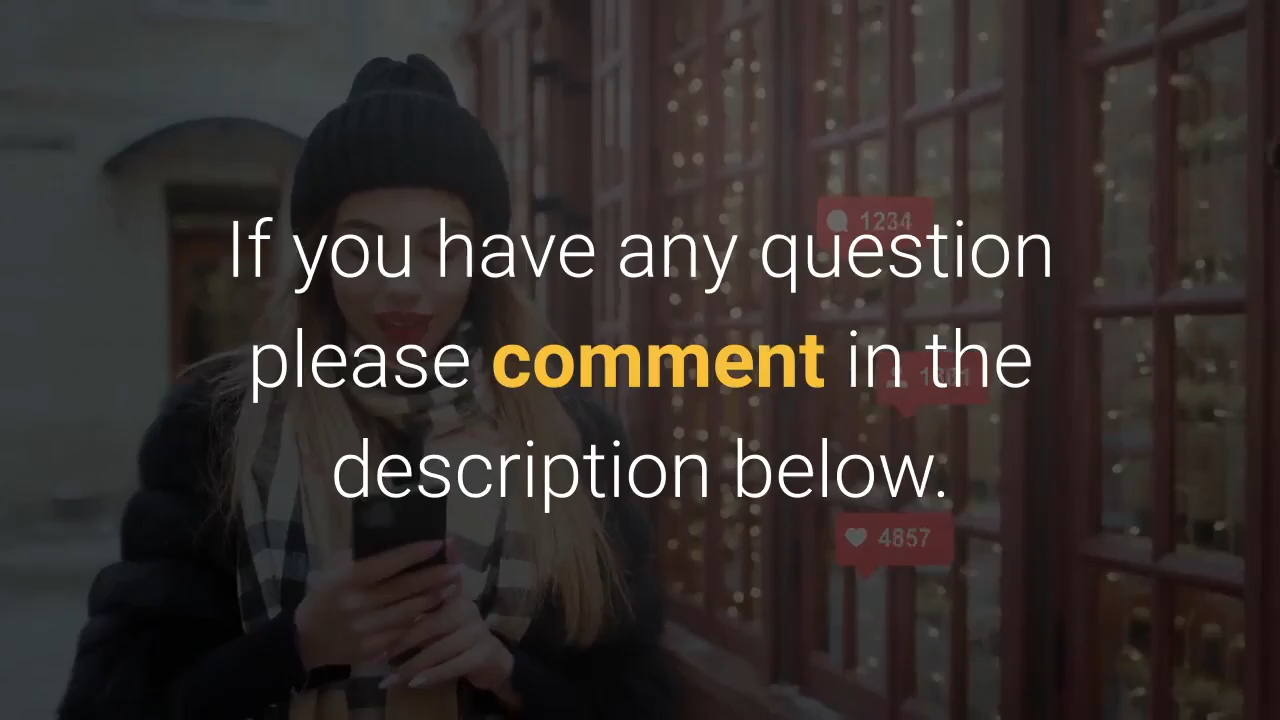 1234
If you have any question
please comment in the
description below.
4857